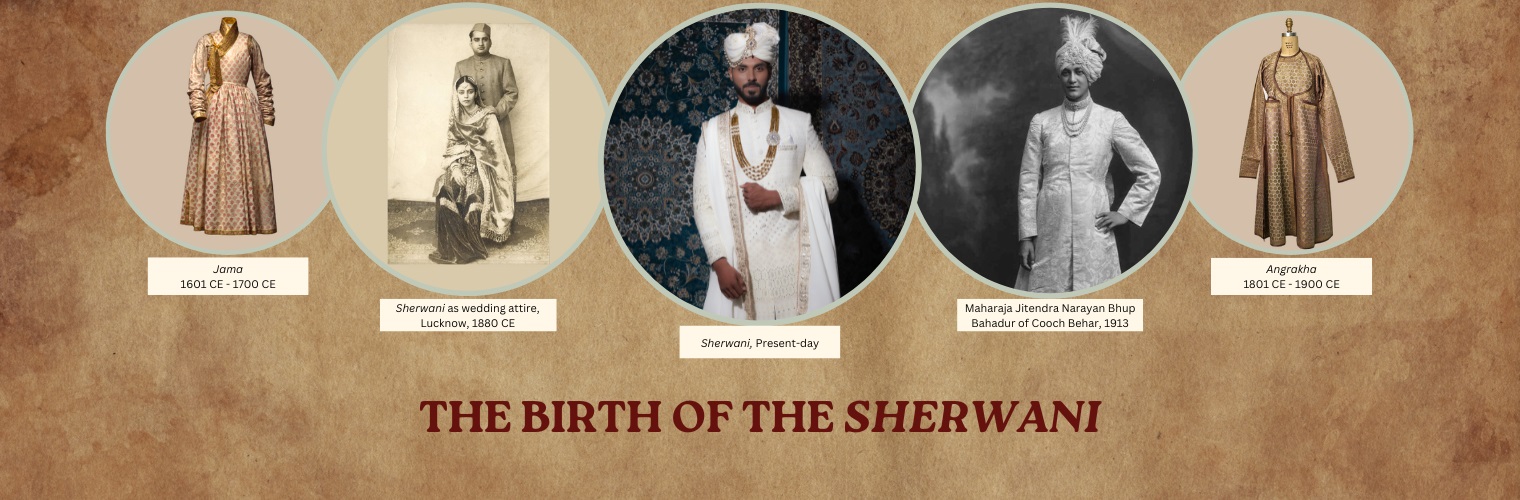 Jama
1601 CE - 1700 CE
Sherwani as wedding attire,
Lucknow, 1880 CE
Sherwani, Present-day
Maharaja Jitendra Narayan Bhup
Bahadur of Cooch Behar, 1913
Angrakha
1801 CE - 1900 CE
THE BIRTH OF THE SHERWANI